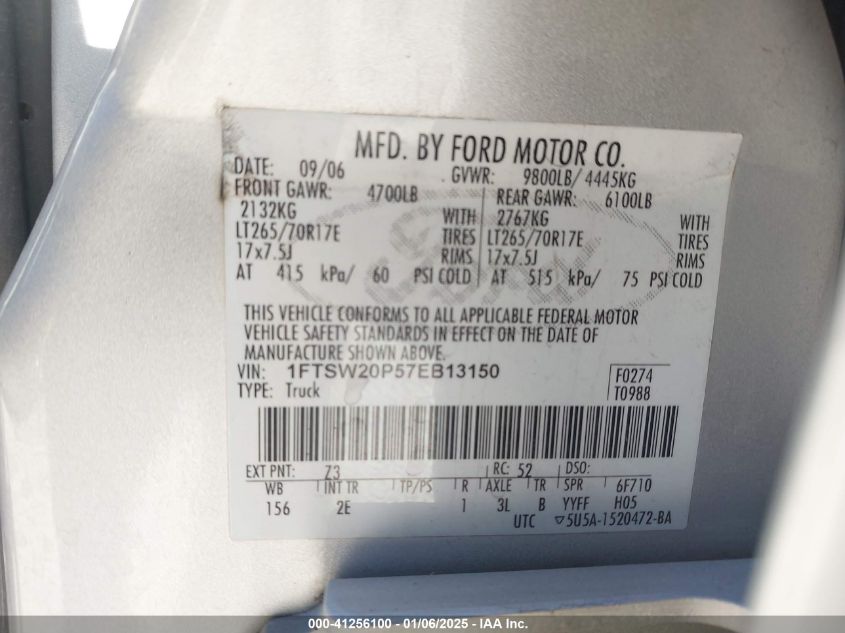 MFD. BY FORD MOTOR CO.
DATE: 09/06 GVWR: 9800LB/ 4445KG
FRONT GAWR: 4700LB REAR GAWR: 6100LB
2132KG WITH 2767KG WITH
LT265/70R17E TIRES LT265/70R17E TIRES
17x7.5J RIMS 17x7.5J RIMS
AT 415 kPa/ 60 PSI COLD AT 515 kPa/ 75 PSI COLD
THIS VEHICLE CONFORMS TO ALL APPLICABLE FEDERAL MOTOR
VEHICLE SAFETY STANDARDS IN EFFECT ON THE DATE OF
MANUFACTURE SHOWN ABOVE.
VIN: 1FTSW20P57EB13150 F0274
TYPE: Truck T0988
EXT PNT: Z3 RC: 52 DSO:
WB INT TR TP/PS R AXLE TR SPR 6F710
156 2E 1 3L B YYFF H05
UTC ▽5U5A-1520472-BA
000-41256100 - 01/06/2025 - IAA Inc.